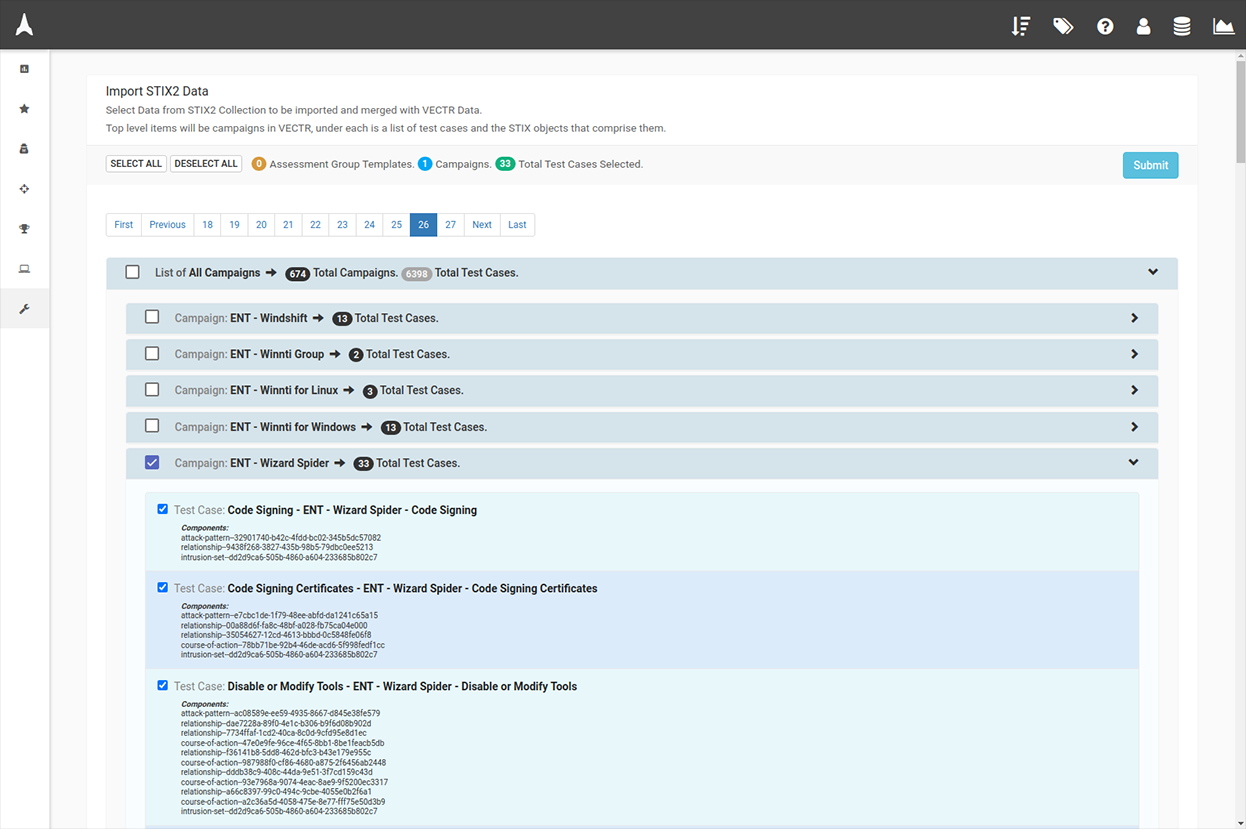 Import STIX2 Data
Select Data from STIX2 Collection to be imported and merged with VECTR Data.
Top level items will be campaigns in VECTR, under each is a list of test cases and the STIX objects that comprise them.
SELECT ALL DESELECT ALL 0 Assessment Group Templates. 1 Campaigns. 33 Total Test Cases Selected. Submit
First Previous 18 19 20 21 22 23 24 25 26 27 Next Last
List of All Campaigns ➔ 674 Total Campaigns. 6398 Total Test Cases.
Campaign: ENT - Windshift ➔ 13 Total Test Cases.
Campaign: ENT - Winnti Group ➔ 2 Total Test Cases.
Campaign: ENT - Winnti for Linux ➔ 3 Total Test Cases.
Campaign: ENT - Winnti for Windows ➔ 13 Total Test Cases.
Campaign: ENT - Wizard Spider ➔ 33 Total Test Cases.
Test Case: Code Signing - ENT - Wizard Spider - Code Signing
Components:
attack-pattern--32901740-b42c-4fdd-bc02-345b5dc57082
relationship--9438f268-3827-435b-98b5-79dbc0ee5213
intrusion-set--dd2d9ca6-505b-4860-a604-233685b802c7
Test Case: Code Signing Certificates - ENT - Wizard Spider - Code Signing Certificates
Components:
attack-pattern--e7cbc1de-1f79-48ee-abfd-da1241c65a15
relationship--00a88d6f-fa8c-48bf-a028-fb75ca04e000
relationship--35054627-12cd-4613-bbbd-0c5848fe06f8
course-of-action--78bb71be-92b4-46de-acd6-5f998fedf1cc
intrusion-set--dd2d9ca6-505b-4860-a604-233685b802c7
Test Case: Disable or Modify Tools - ENT - Wizard Spider - Disable or Modify Tools
Components:
attack-pattern--ac08589e-ee59-4935-8667-d845e38fe579
relationship--dae7228a-89f0-4e1c-b306-b9f6d08b902d
relationship--7734ffaf-1cd2-40ca-8c0d-9cfd95e8d1ec
course-of-action--47e0e9fe-96ce-4f65-8bb1-8be1feacb5db
relationship--f36141b8-5dd8-462d-bfc3-b43e179e955c
course-of-action--987988f0-cf86-4680-a875-2f6456ab2448
relationship--dddb38c9-408c-44da-9e51-3f7cd159c43d
course-of-action--93e7968a-9074-4eac-8ae9-9f5200ec3317
relationship--a66c8397-99c0-494c-9cbe-4055e0b2f6a1
course-of-action--a2c36a5d-4058-475e-8e77-fff75e50d3b9
intrusion-set--dd2d9ca6-505b-4860-a604-233685b802c7